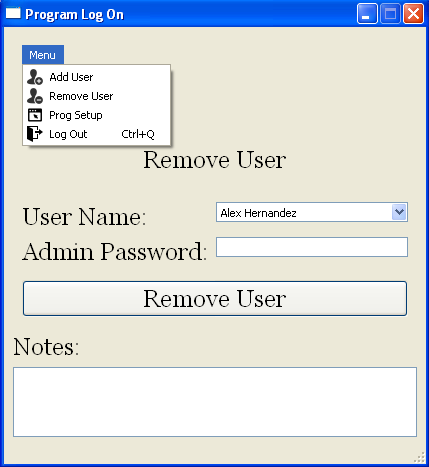 Program Log On
Menu
Add User
Remove User
Prog Setup
Log Out Ctrl+Q
Remove User
User Name: Alex Hernandez
Admin Password:
Remove User
Notes: